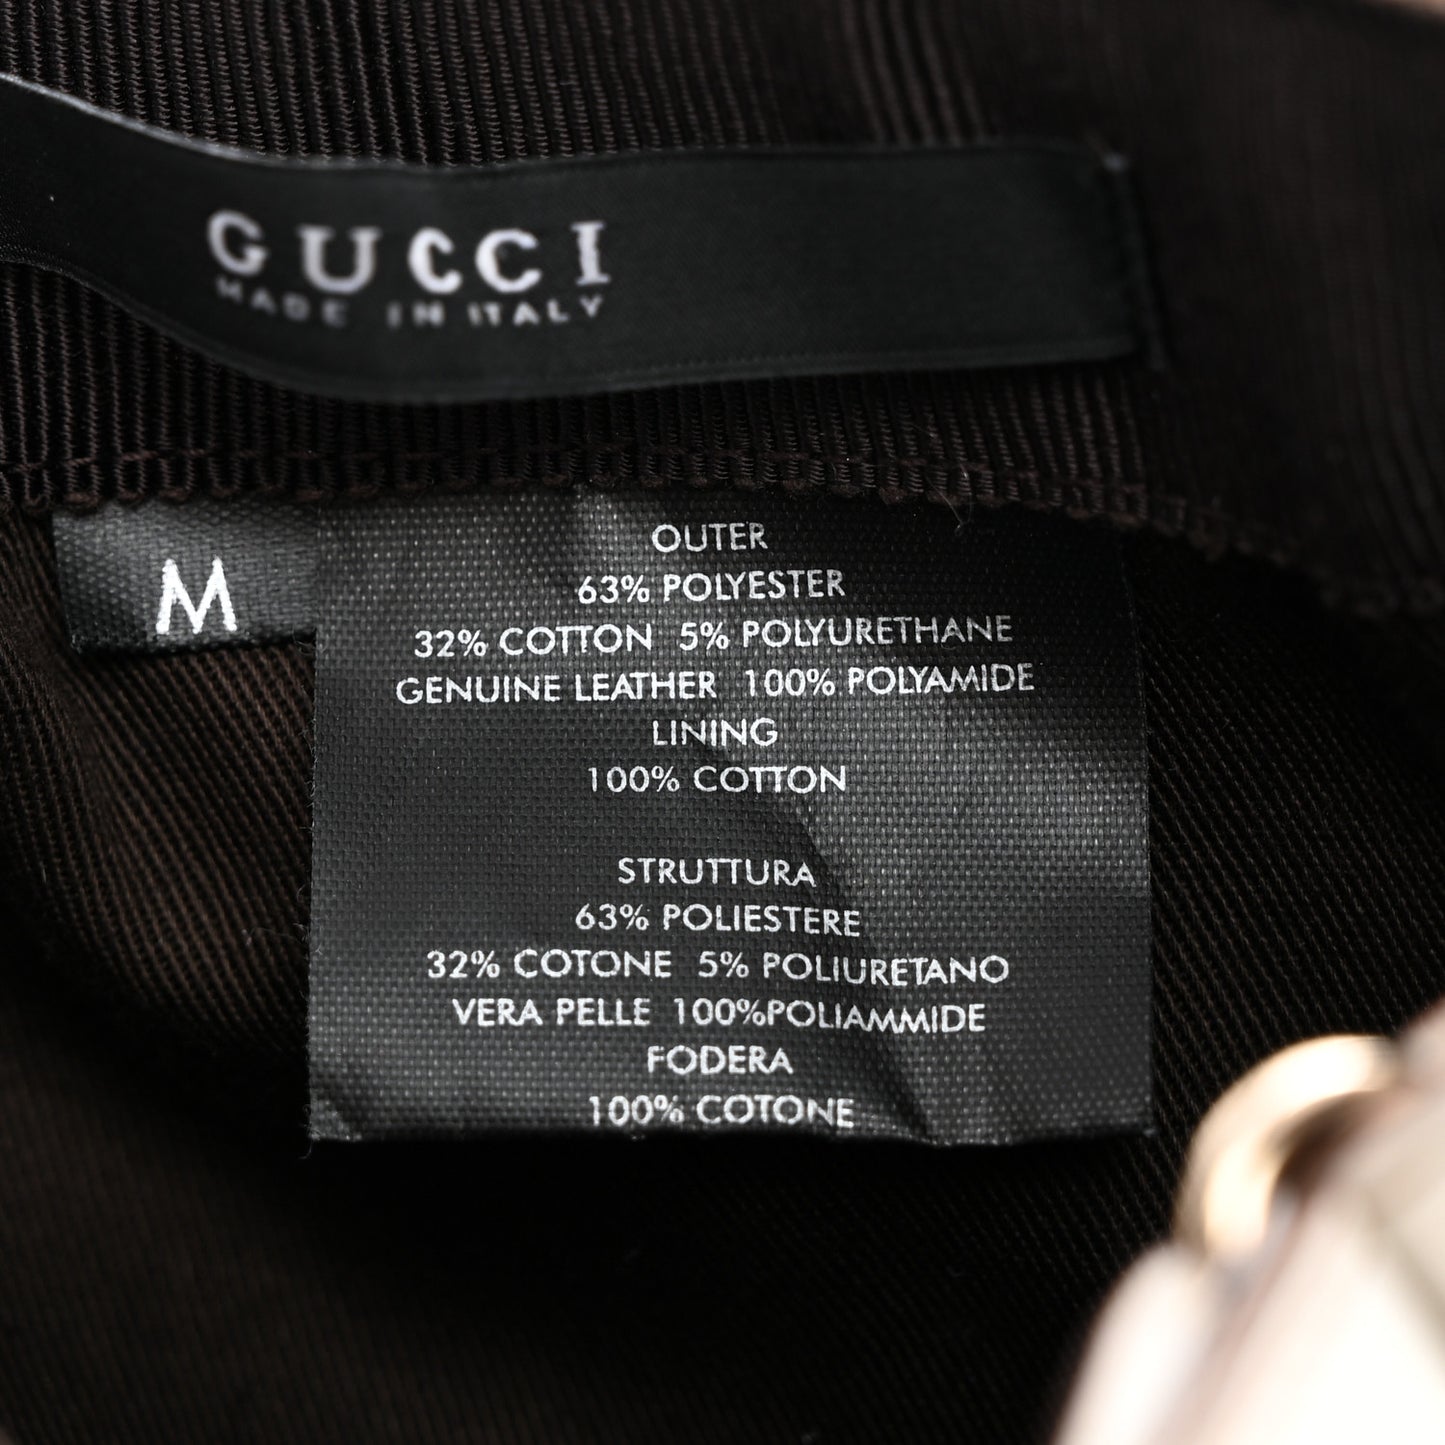 GUCCI
MADE IN ITALY
M
OUTER
63% POLYESTER
32% COTTON 5% POLYURETHANE
GENUINE LEATHER 100% POLYAMIDE
LINING
100% COTTON
STRUTTURA
63% POLIESTERE
32% COTONE 5% POLIURETANO
VERA PELLE 100%POLIAMMIDE
FODERA
100% COTONE